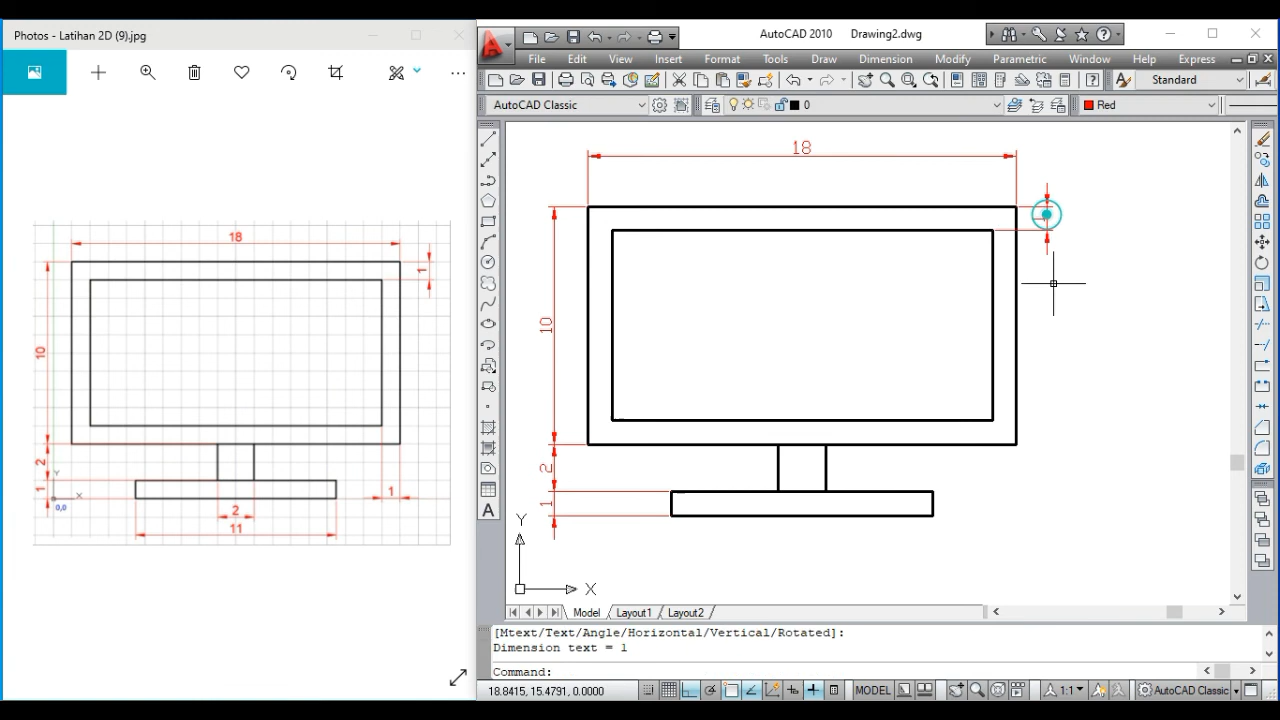 Photos - Latihan 2D (9).jpg
18
1
10
2
1
Y
X
0,0
1
2
11
AutoCAD 2010 Drawing2.dwg
File Edit View Insert Format Tools Draw Dimension Modify Parametric Window Help Express
Standard
AutoCAD Classic
0
Red
18
10
2
1
A
Y
X
Model Layout1 Layout2
[Mtext/Text/Angle/Horizontal/Vertical/Rotated]:
Dimension text = 1
Command:
18.8415, 15.4791, 0.0000
MODEL
1:1
AutoCAD Classic